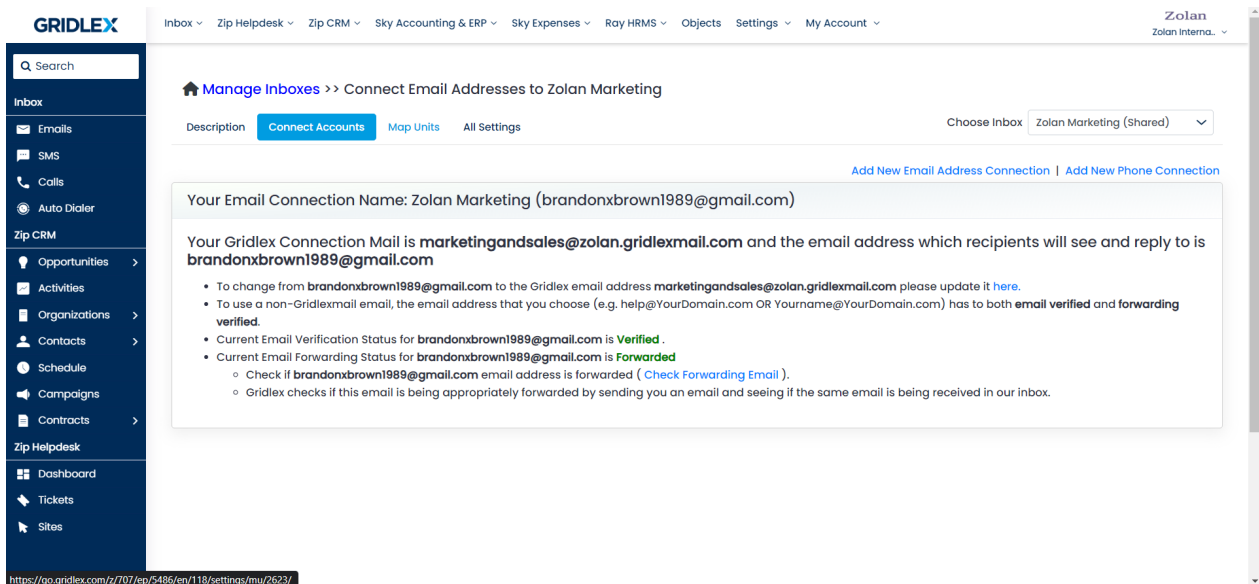 GRIDLEX
Inbox Zip Helpdesk Zip CRM Sky Accounting & ERP Sky Expenses Ray HRMS Objects Settings My Account
Zolan
Zolan Interna..
Search
Inbox
Emails
SMS
Calls
Auto Dialer
Zip CRM
Opportunities
Activities
Organizations
Contacts
Schedule
Campaigns
Contracts
Zip Helpdesk
Dashboard
Tickets
Sites
Manage Inboxes >> Connect Email Addresses to Zolan Marketing
Description Connect Accounts Map Units All Settings
Choose Inbox Zolan Marketing (Shared)
Add New Email Address Connection | Add New Phone Connection
Your Email Connection Name: Zolan Marketing (brandonxbrown1989@gmail.com)
Your Gridlex Connection Mail is marketingandsales@zolan.gridlexmail.com and the email address which recipients will see and reply to is
brandonxbrown1989@gmail.com
To change from brandonxbrown1989@gmail.com to the Gridlex email address marketingandsales@zolan.gridlexmail.com please update it here.
To use a non-Gridlexmail email, the email address that you choose (e.g. help@YourDomain.com OR Yourname@YourDomain.com) has to both email verified and forwarding
verified.
Current Email Verification Status for brandonxbrown1989@gmail.com is Verified .
Current Email Forwarding Status for brandonxbrown1989@gmail.com is Forwarded
Check if brandonxbrown1989@gmail.com email address is forwarded ( Check Forwarding Email ).
Gridlex checks if this email is being appropriately forwarded by sending you an email and seeing if the same email is being received in our inbox.
https://go.gridlex.com/z/707/ep/5486/en/118/settings/mu/2623/